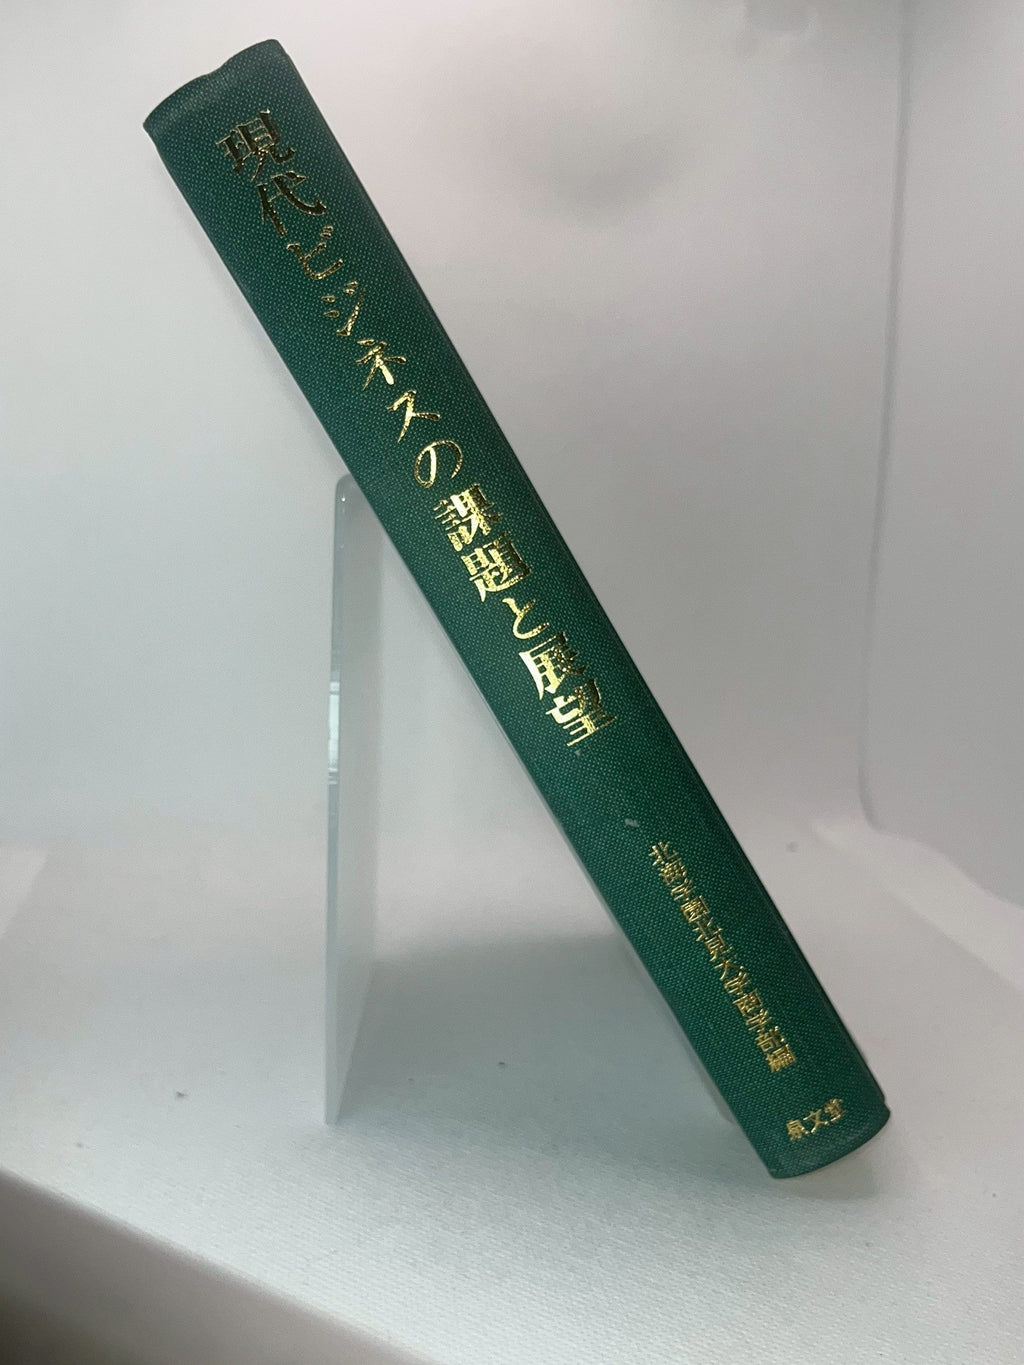 現代ビジネスの課題と展望
北海学園北見大学商学部編
泉文堂